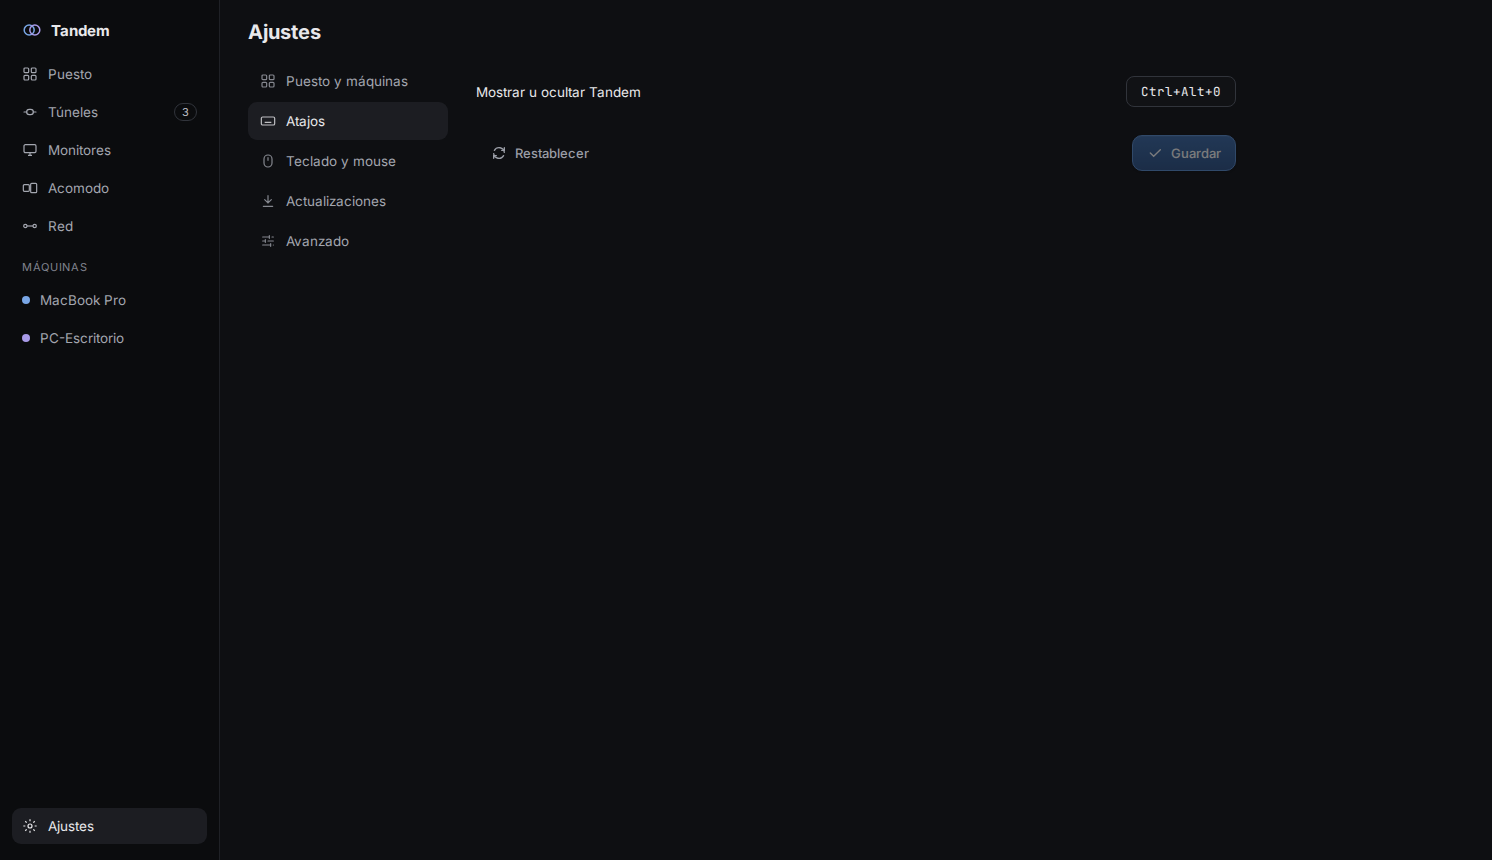 Tandem
Puesto
Túneles 3
Monitores
Acomodo
Red
MÁQUINAS
MacBook Pro
PC-Escritorio
Ajustes
Ajustes
Puesto y máquinas
Atajos
Teclado y mouse
Actualizaciones
Avanzado
Mostrar u ocultar Tandem Ctrl+Alt+0
Restablecer Guardar